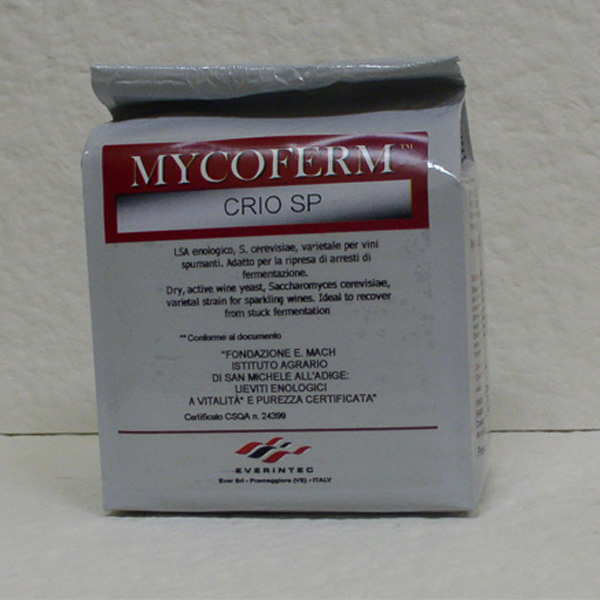 MYCOFERM™
CRIO SP
LSA enologico, S. cerevisiae, varietale per vini
spumanti. Adatto per la ripresa di arresti di
fermentazione.
Dry, active wine yeast, Saccharomyces cerevisiae,
varietal strain for sparkling wines. Ideal to recover
from stuck fermentation
**Conforme al documento
"FONDAZIONE E. MACH
ISTITUTO AGRARIO
DI SAN MICHELE ALL'ADIGE:
LIEVITI ENOLOGICI
A VITALITA' E PUREZZA CERTIFICATA"
Certificato CSQA n. 24399
EVERINTEC
Ever Srl - Pramaggiore (VE) - ITALY